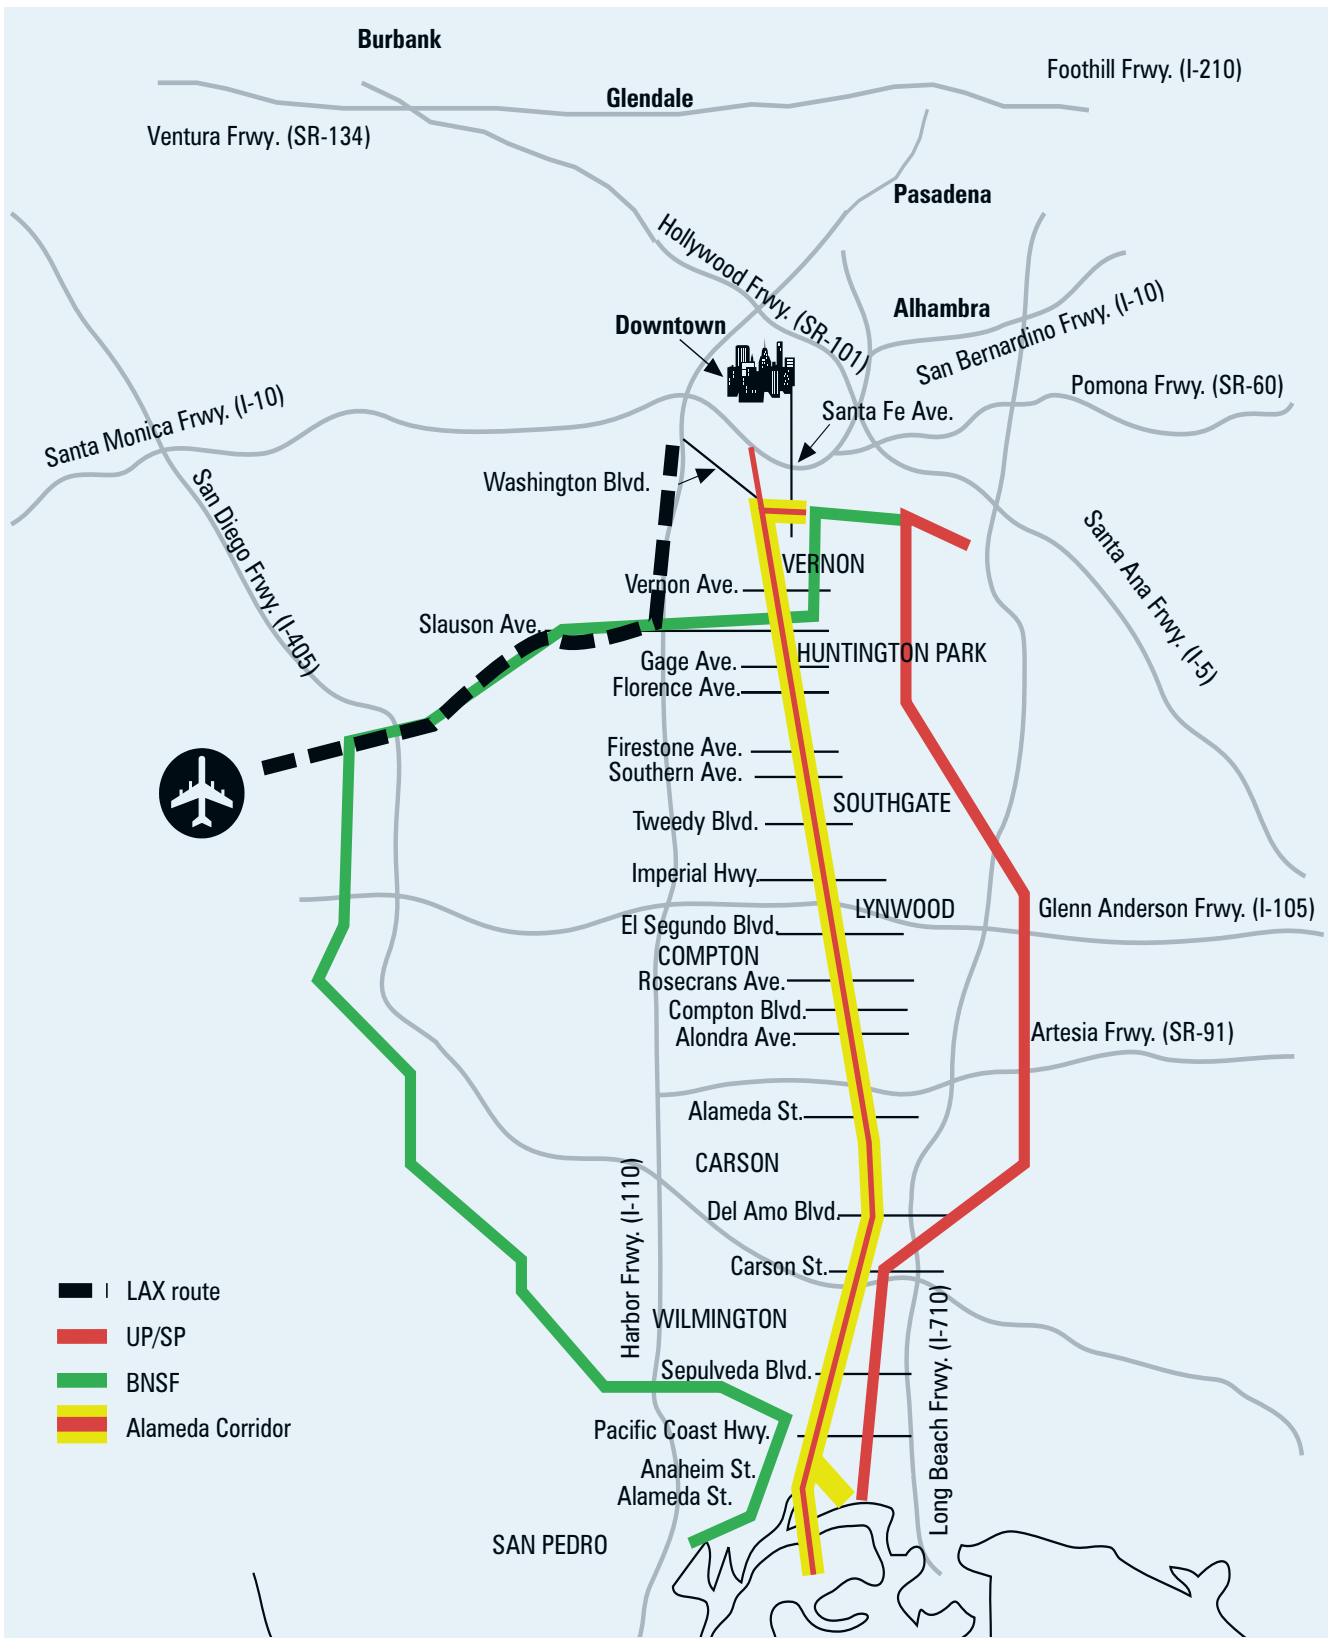 Burbank
Foothill Frwy. (I-210)
Glendale
Ventura Frwy. (SR-134)
Pasadena
Hollywood Frwy. (SR-101)
Alhambra
San Bernardino Frwy. (I-10)
Downtown
Pomona Frwy. (SR-60)
Santa Monica Frwy. (I-10)
Santa Fe Ave.
Washington Blvd.
San Diego Frwy. (I-405)
Santa Ana Frwy. (I-5)
VERNON
Vernon Ave.
Slauson Ave.
HUNTINGTON PARK
Gage Ave.
Florence Ave.
Firestone Ave.
Southern Ave.
SOUTHGATE
Tweedy Blvd.
Imperial Hwy.
LYNWOOD
Glenn Anderson Frwy. (I-105)
El Segundo Blvd.
COMPTON
Rosecrans Ave.
Compton Blvd.
Alondra Ave.
Artesia Frwy. (SR-91)
Alameda St.
CARSON
Harbor Frwy. (I-110)
Del Amo Blvd.
Carson St.
LAX route
WILMINGTON
UP/SP
Long Beach Frwy. (I-710)
Sepulveda Blvd.
BNSF
Alameda Corridor
Pacific Coast Hwy.
Anaheim St.
Alameda St.
SAN PEDRO